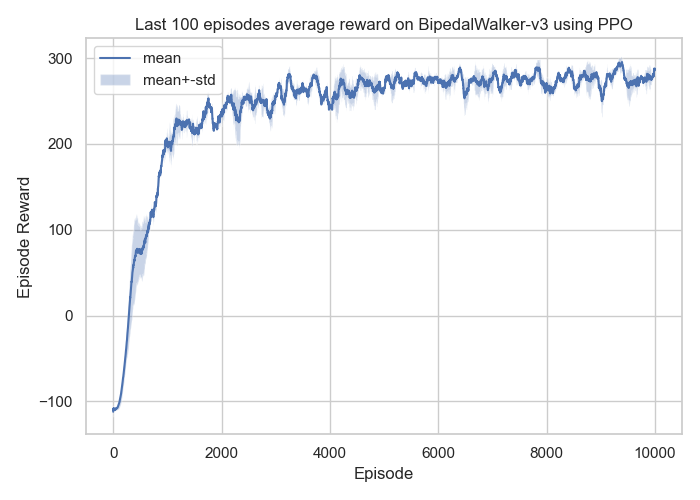 Last 100 episodes average reward on BipedalWalker-v3 using PPO
300
mean
mean+-std
200
100
0
−100
Episode Reward
0
2000
4000
6000
8000
10000
Episode